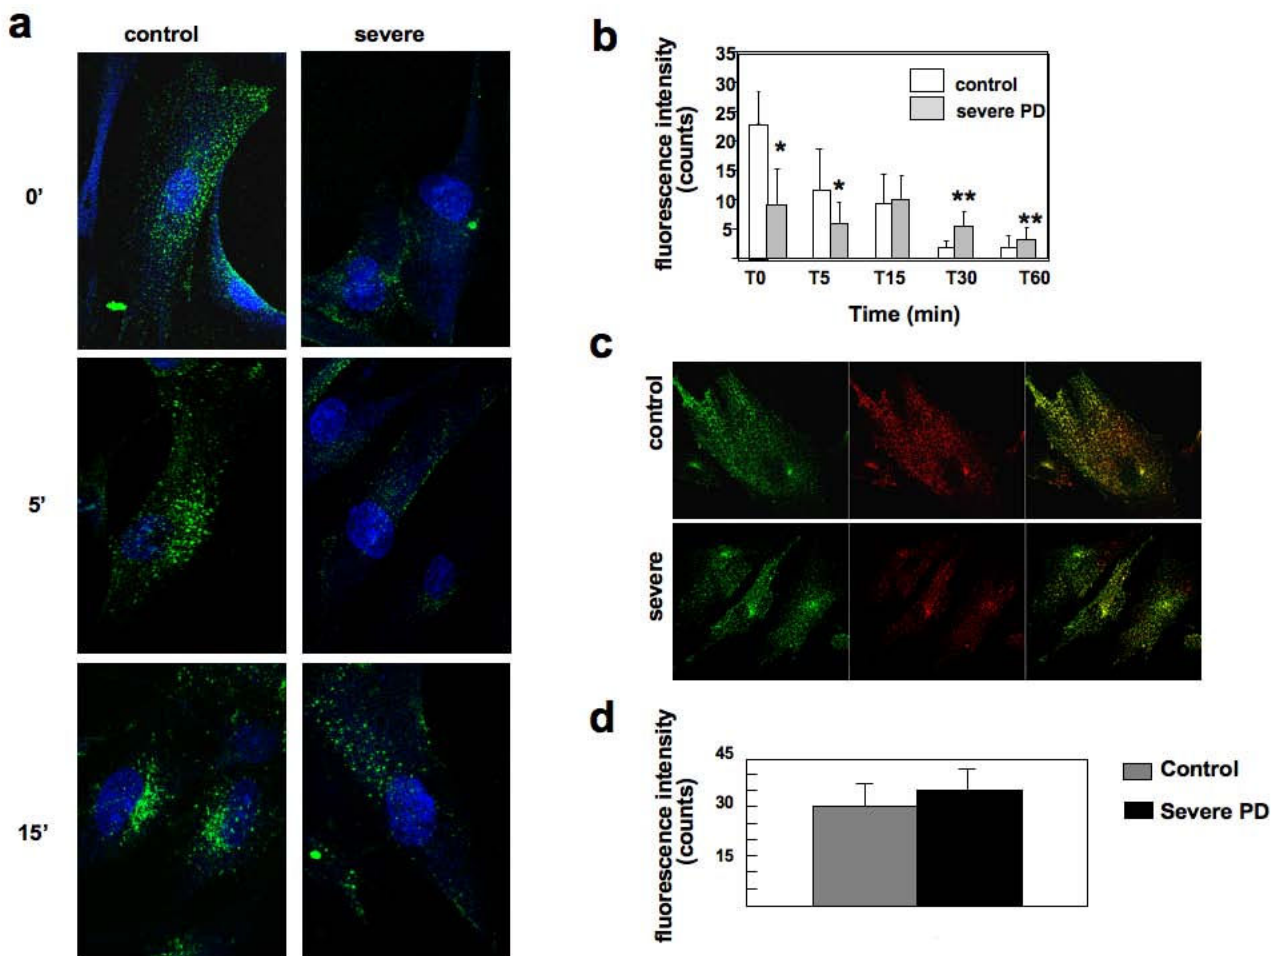 a
control severe
0’
5’
15’
b
fluorescence intensity
(counts)
35
30
25
20
15
10
5
control
severe PD
*
*
**
**
T0 T5 T15 T30 T60
Time (min)
c
control
severe
d
fluorescence intensity
(counts)
45
30
15
Control
Severe PD